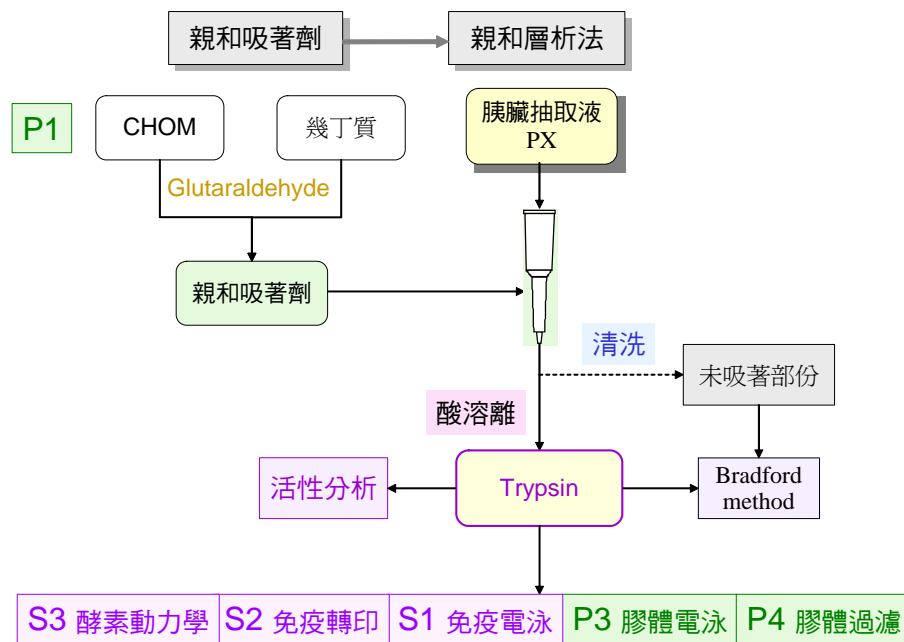 親和吸著劑
親和層析法
P1
CHOM
幾丁質
胰臟抽取液
PX
Glutaraldehyde
親和吸著劑
清洗
未吸著部份
酸溶離
活性分析
Trypsin
Bradford
method
S3 酵素動力學
S2 免疫轉印
S1 免疫電泳
P3 膠體電泳
P4 膠體過濾